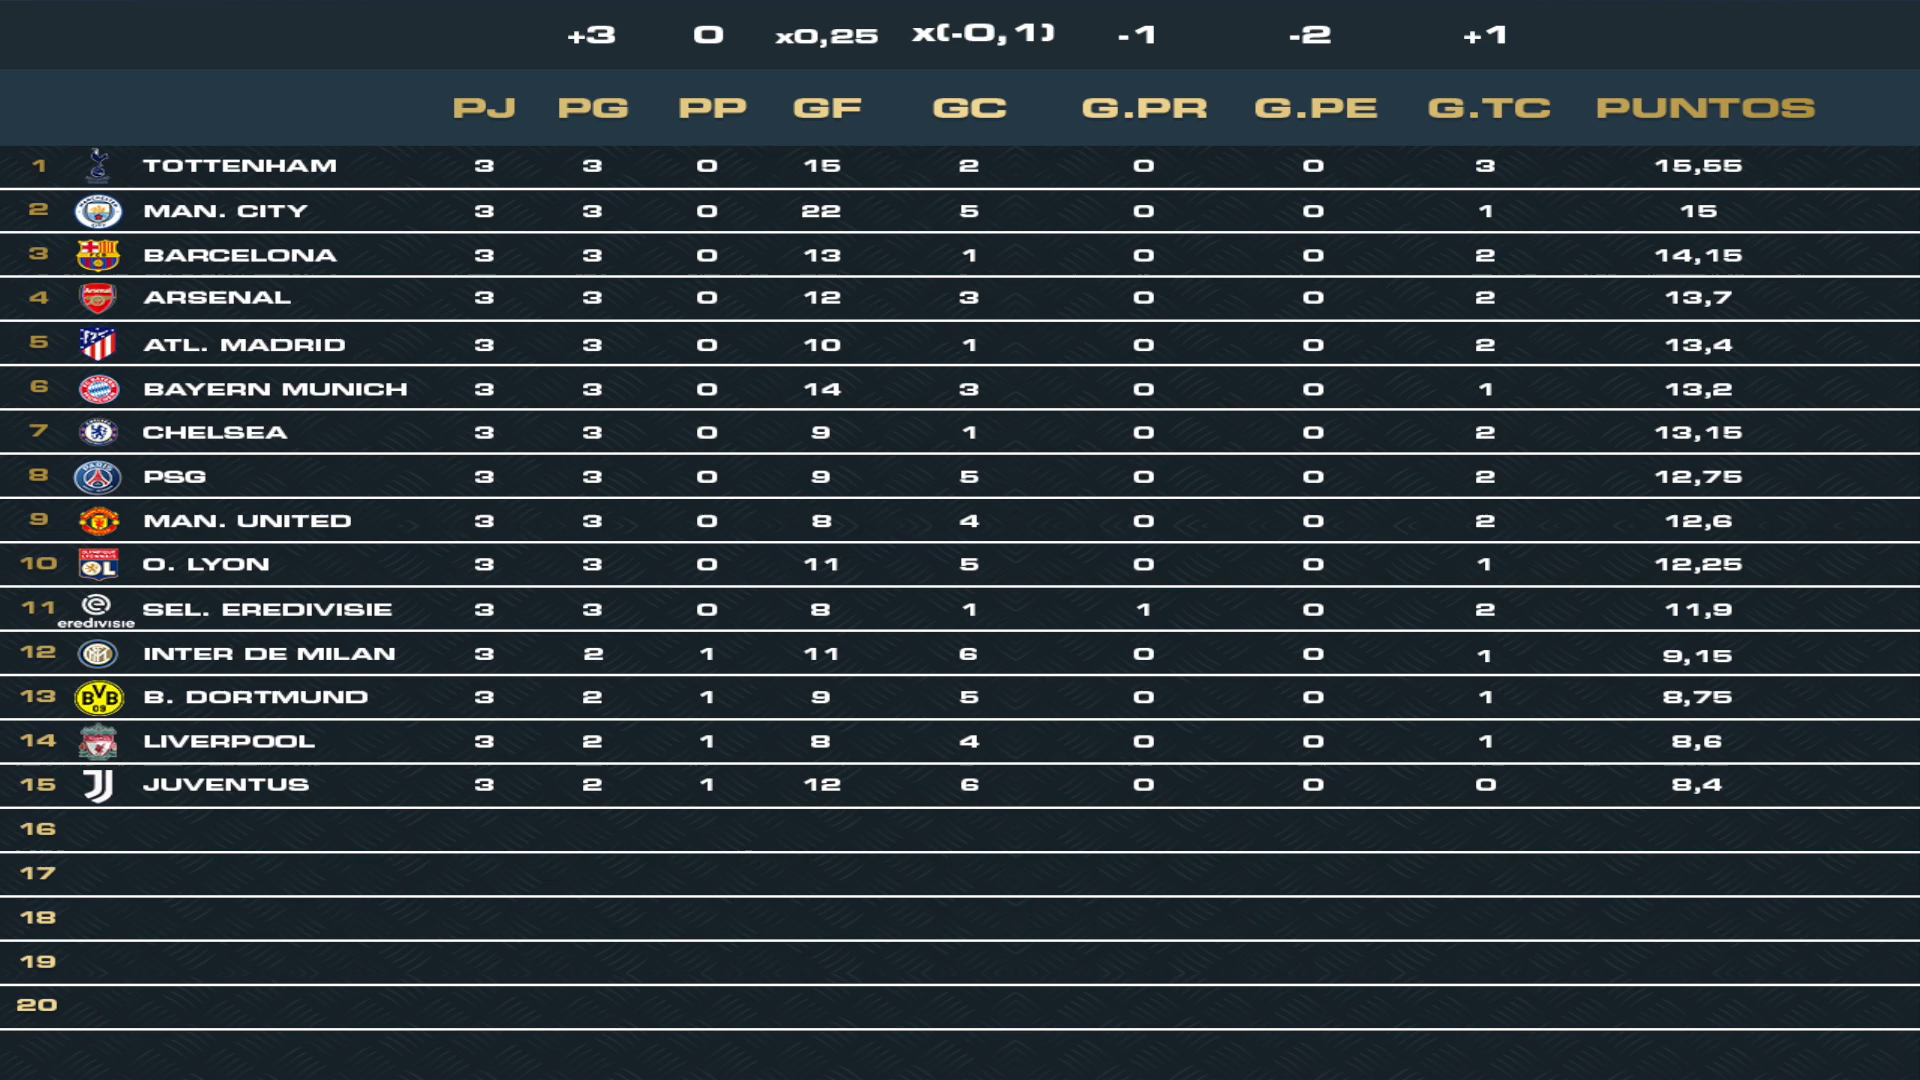 +3 0 x0,25 x(-0,1) -1 -2 +1
PJ PG PP GF GC G.PR G.PE G.TC PUNTOS
1 TOTTENHAM 3 3 0 15 2 0 0 3 15,55
2 MAN. CITY 3 3 0 22 5 0 0 1 15
3 BARCELONA 3 3 0 13 1 0 0 2 14,15
4 ARSENAL 3 3 0 12 3 0 0 2 13,7
5 ATL. MADRID 3 3 0 10 1 0 0 2 13,4
6 BAYERN MUNICH 3 3 0 14 3 0 0 1 13,2
7 CHELSEA 3 3 0 9 1 0 0 2 13,15
8 PARIS PSG 3 3 0 9 5 0 0 2 12,75
9 MAN. UNITED 3 3 0 8 4 0 0 2 12,6
10 OL O. LYON 3 3 0 11 5 0 0 1 12,25
11 eredivisie SEL. EREDIVISIE 3 3 0 8 1 1 0 2 11,9
12 INTER DE MILAN 3 2 1 11 6 0 0 1 9,15
13 BVB 09 B. DORTMUND 3 2 1 9 5 0 0 1 8,75
14 LIVERPOOL 3 2 1 8 4 0 0 1 8,6
15 JUVENTUS 3 2 1 12 6 0 0 0 8,4
16
17
18
19
20